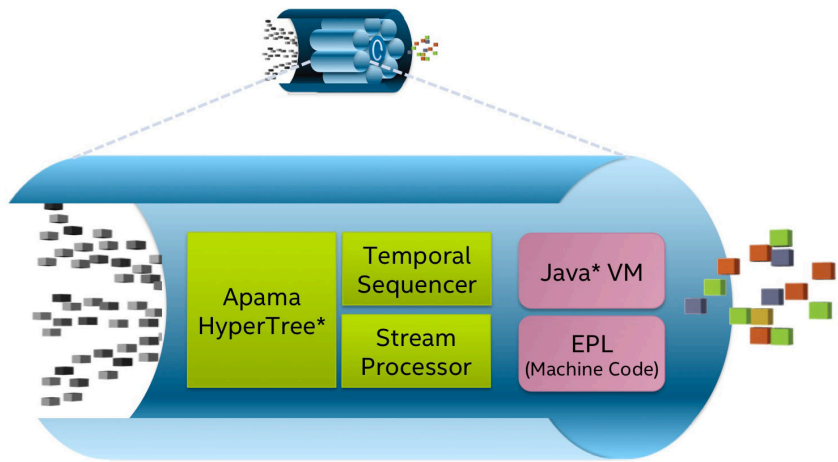 C
Apama
HyperTree*
Temporal
Sequencer
Stream
Processor
Java* VM
EPL
(Machine Code)